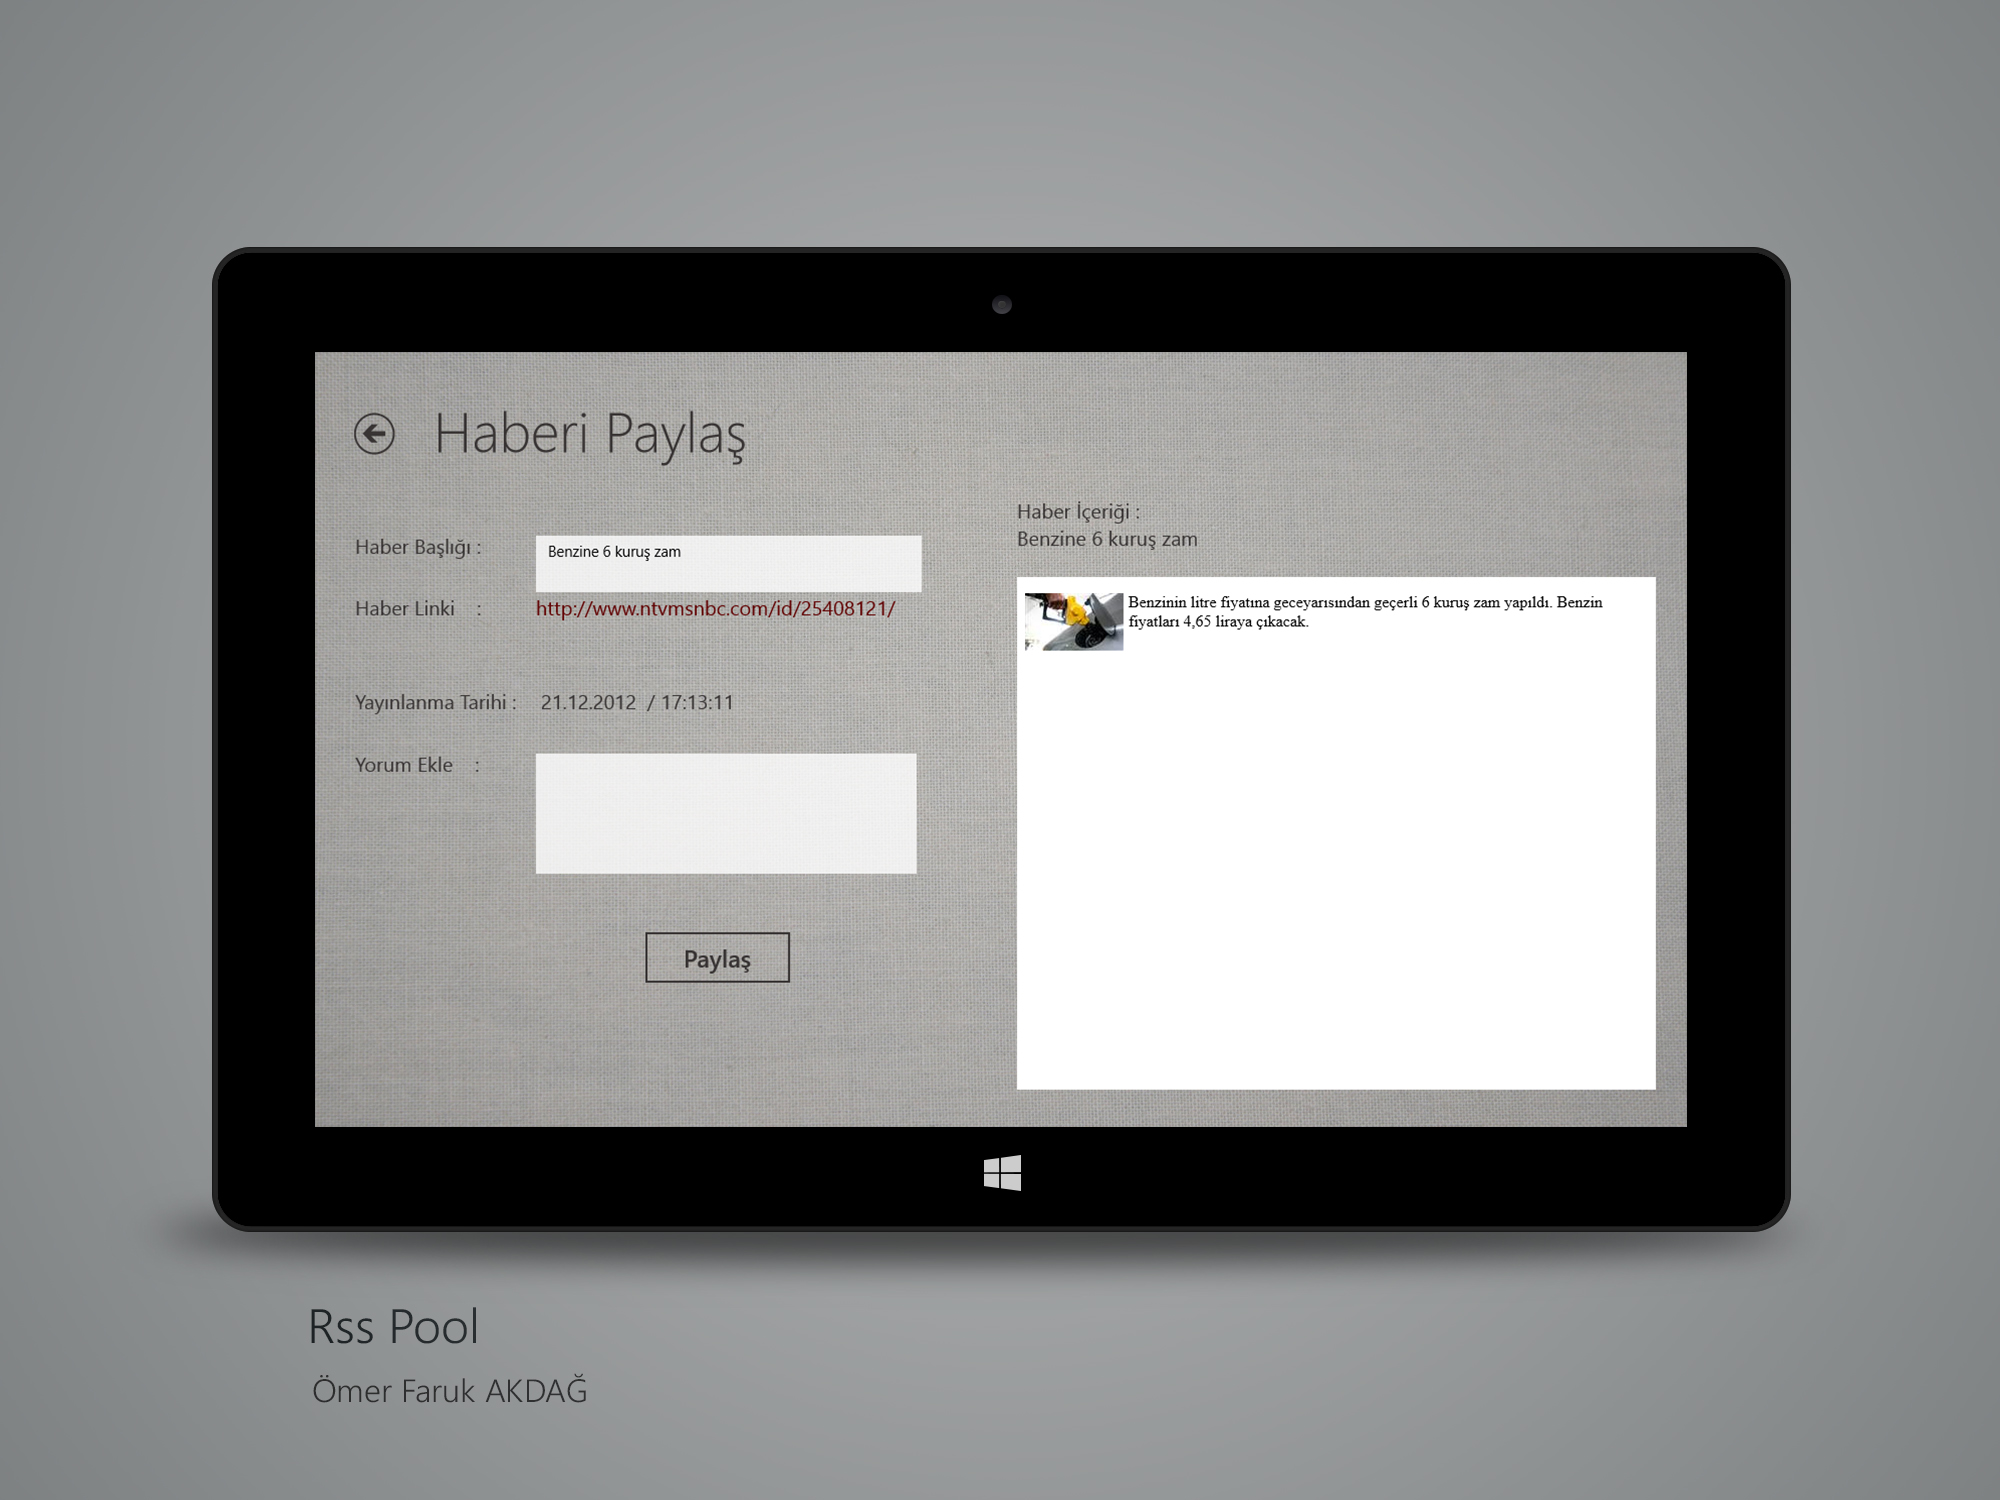 Haberi Paylaş
Haber Başlığı :
Benzine 6 kuruş zam
Haber Linki :
http://www.ntvmsnbc.com/id/25408121/
Yayınlanma Tarihi :
21.12.2012 / 17:13:11
Yorum Ekle :
Paylaş
Haber İçeriği :
Benzine 6 kuruş zam
Benzinin litre fiyatına geceyarısından geçerli 6 kuruş zam yapıldı. Benzin
fiyatları 4,65 liraya çıkacak.
Rss Pool
Ömer Faruk AKDAĞ